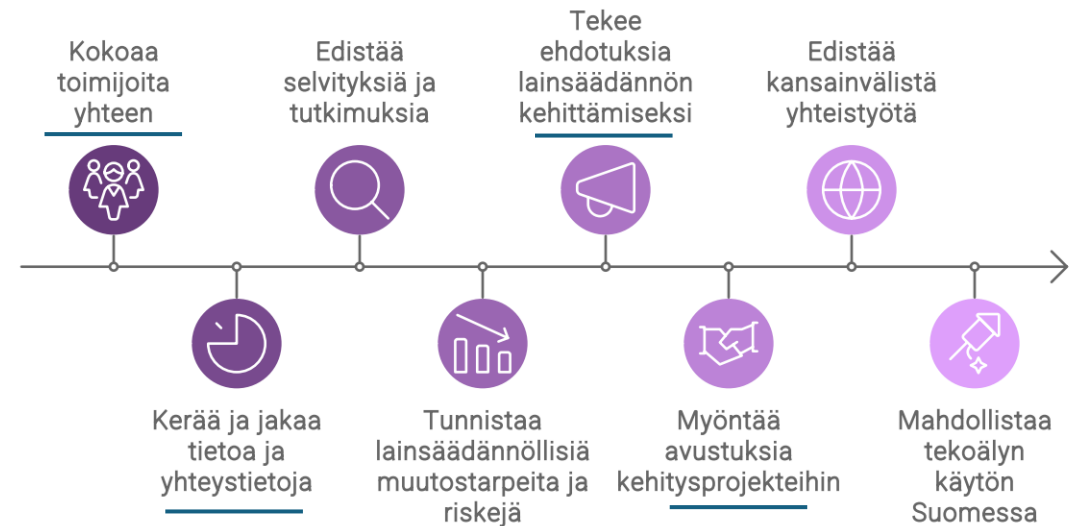 Kokoaa
toimijoita
yhteen
Kerää ja jakaa
tietoa ja
yhteystietoja
Edistää
selvityksiä ja
tutkimuksia
Tunnistaa
lainsäädännöllisiä
muutostarpeita ja
riskejä
Tekee
ehdotuksia
lainsäädännön
kehittämiseksi
Myöntää
avustuksia
kehitysprojekteihin
Edistää
kansainvälistä
yhteistyötä
Mahdollistaa
tekoälyn
käytön
Suomessa